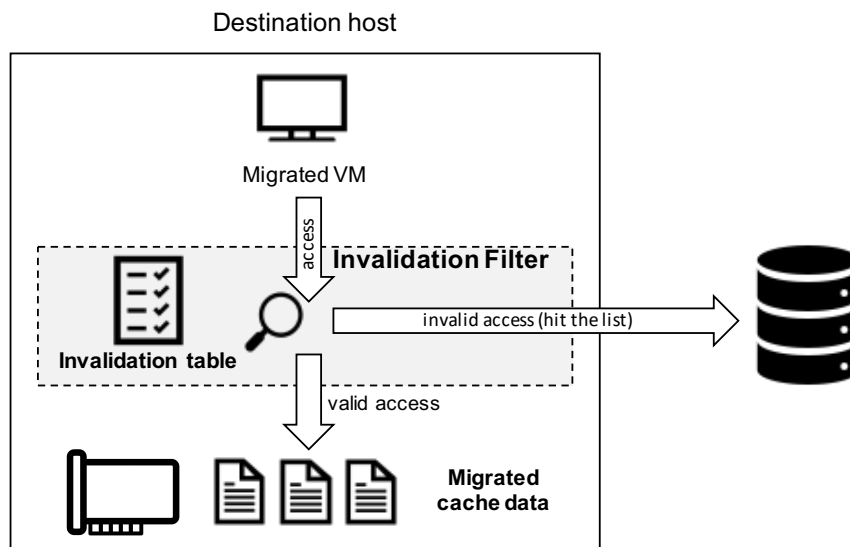 Destination host
Migrated VM
access
Invalidation Filter
invalid access (hit the list)
Invalidation table
valid access
Migrated
cache data